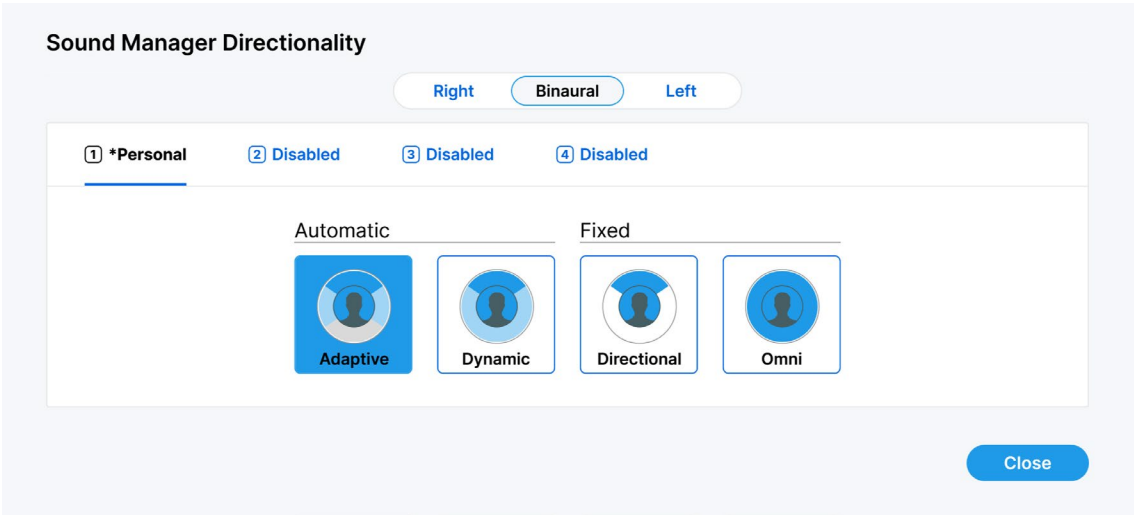 Sound Manager Directionality
Right Binaural Left
1 *Personal 2 Disabled 3 Disabled 4 Disabled
Automatic Fixed
Adaptive Dynamic Directional Omni
Close